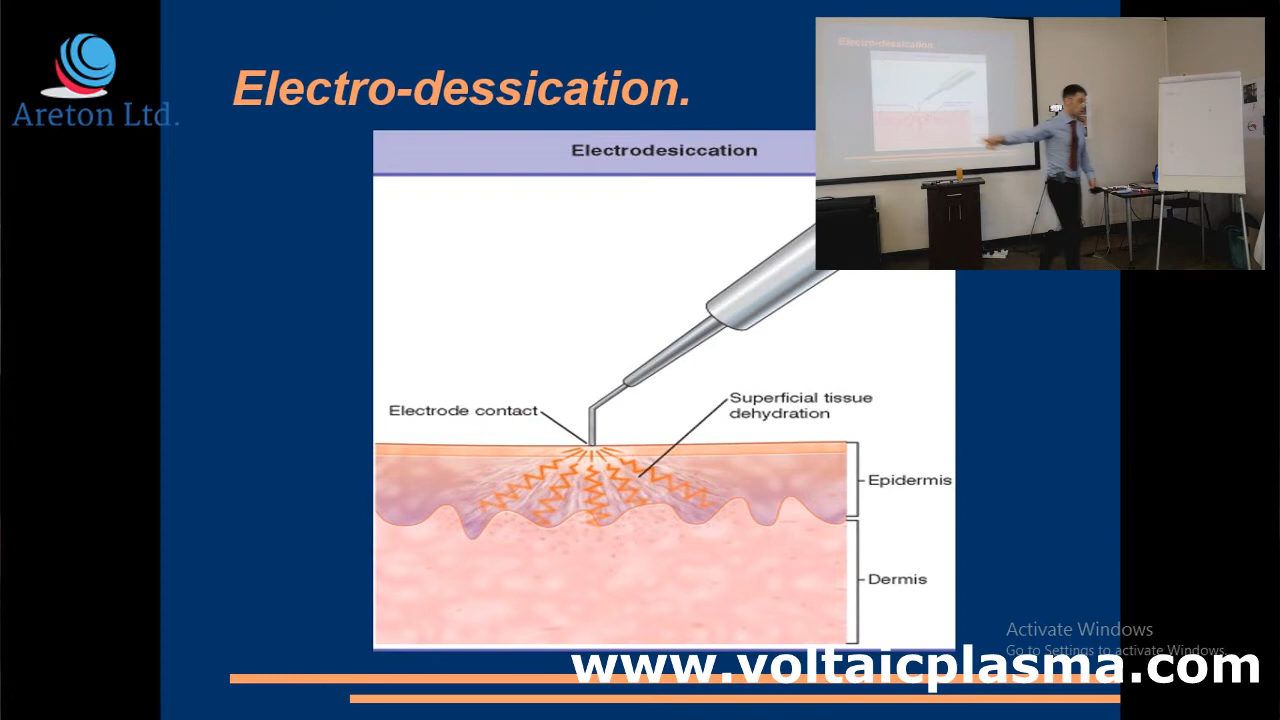 Areton Ltd.
Electro-dessication.
Electro-dessication.
Electrodesiccation
Electrode contact
Superficial tissue
dehydration
Epidermis
Dermis
Activate Windows
Go to Settings to activate Windows.
www.voltaicplasma.com